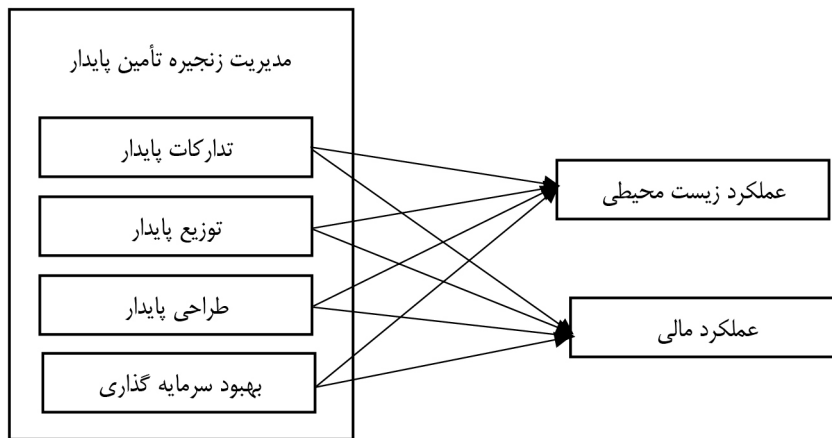 مدیریت زنجیره تأمین پایدار
تدارکات پایدار
توزیع پایدار
طراحی پایدار
بهبود سرمایه گذاری
عملکرد زیست محیطی
عملکرد مالی